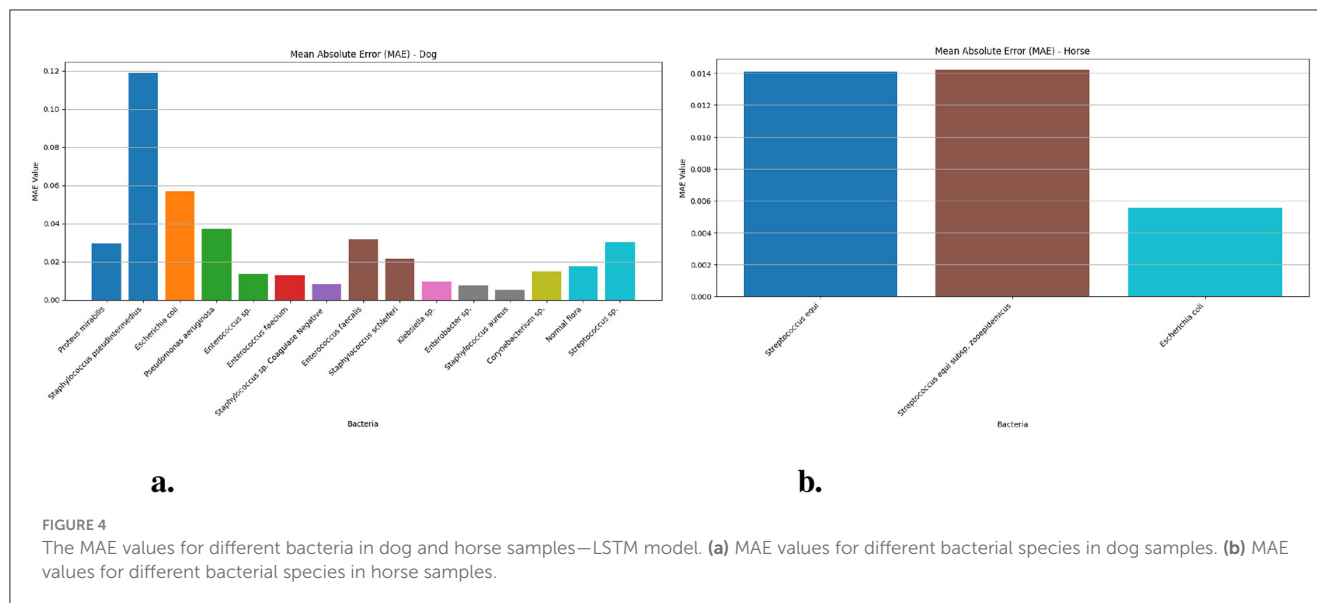 Mean Absolute Error (MAE) - Dog
0.12
0.10
0.08
0.06
0.04
0.02
0.00
MAE Value
Proteus mirabilis
Staphylococcus pseudintermedius
Escherichia coli
Pseudomonas aeruginosa
Enterococcus sp.
Enterococcus faecium
Staphylococcus sp. Coagulase Negative
Enterococcus faecalis
Staphylococcus schleiferi
Klebsiella sp.
Enterobacter sp.
Staphylococcus aureus
Corynebacterium sp.
Normal flora
Streptococcus sp.
Bacteria
a.
Mean Absolute Error (MAE) - Horse
0.014
0.012
0.010
0.008
0.006
0.004
0.002
0.000
MAE Value
Streptococcus equi
Streptococcus equi subsp. zooepidemicus
Escherichia coli
Bacteria
b.
FIGURE 4
The MAE values for different bacteria in dog and horse samples—LSTM model. (a) MAE values for different bacterial species in dog samples. (b) MAE
values for different bacterial species in horse samples.